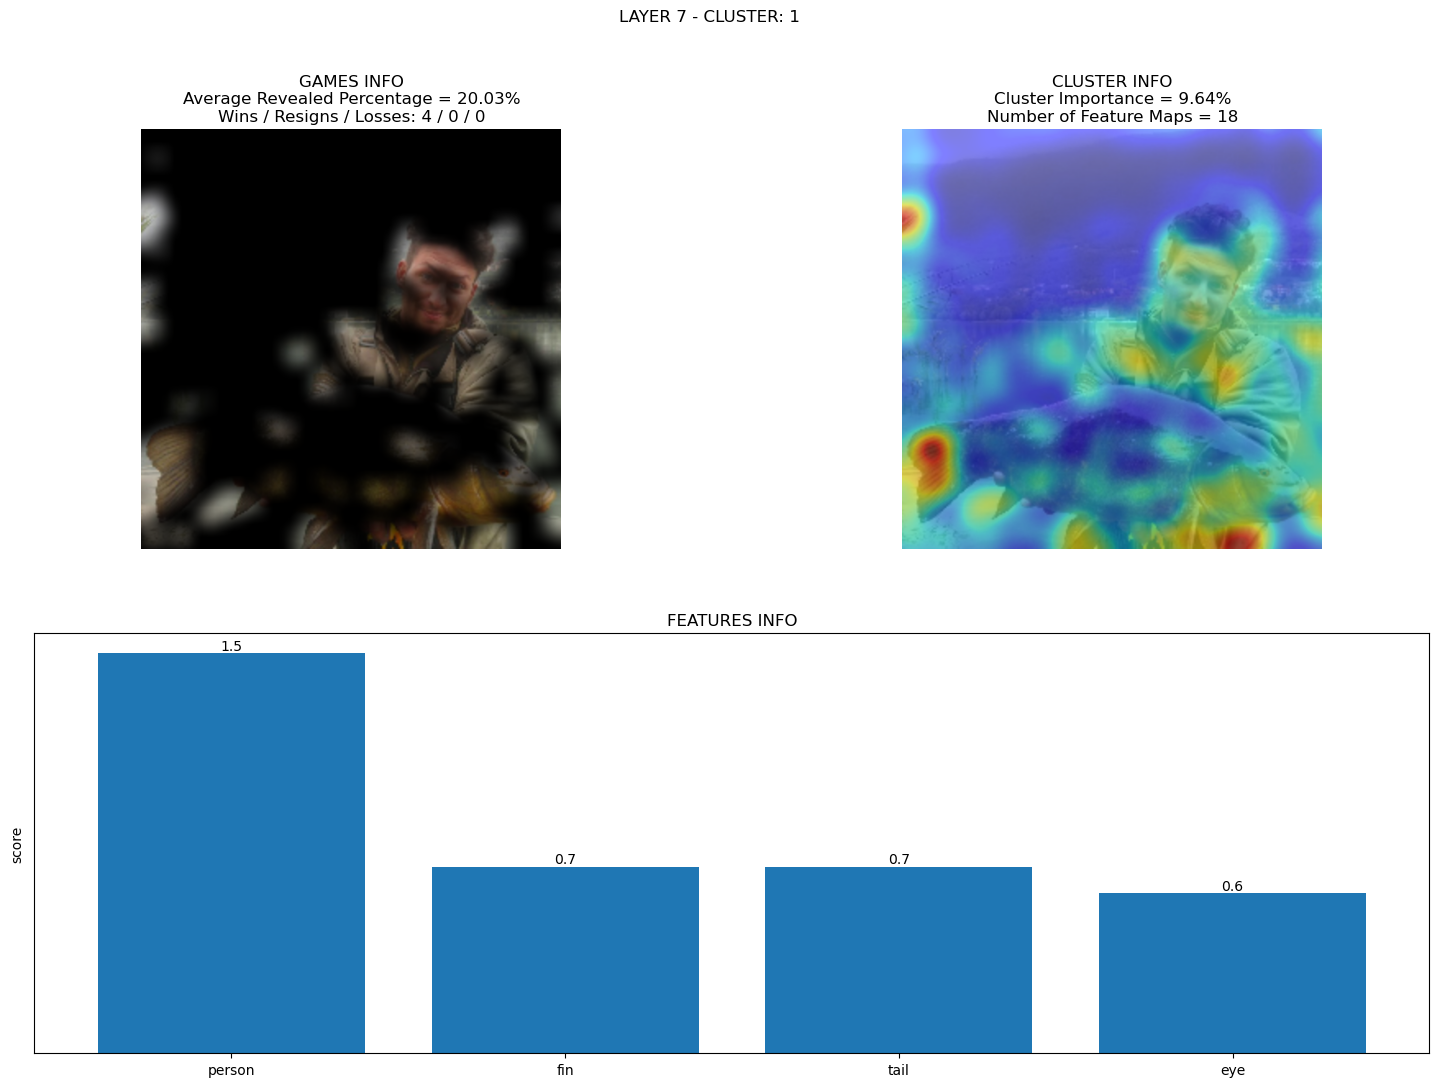 LAYER 7 - CLUSTER: 1
GAMES INFO
Average Revealed Percentage = 20.03%
Wins / Resigns / Losses: 4 / 0 / 0
CLUSTER INFO
Cluster Importance = 9.64%
Number of Feature Maps = 18
FEATURES INFO
score
1.5
0.7
0.7
0.6
person
fin
tail
eye